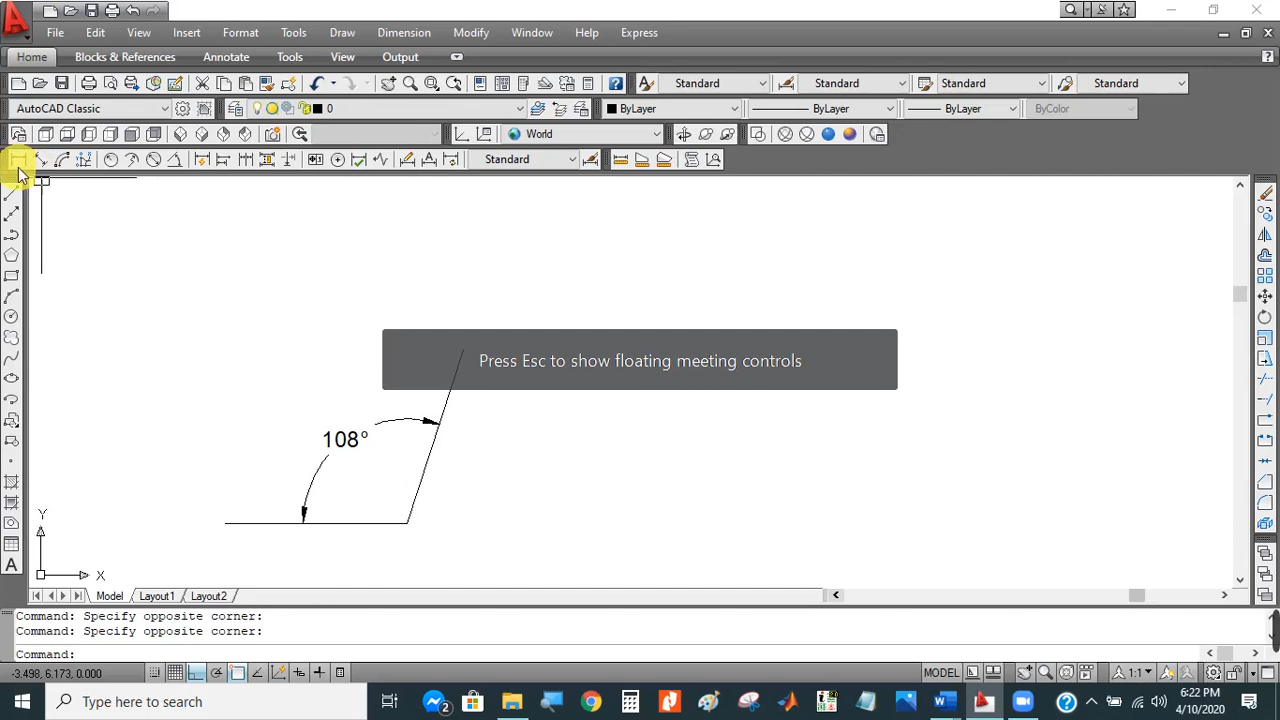 File Edit View Insert Format Tools Draw Dimension Modify Window Help Express
Home Blocks & References Annotate Tools View Output
Standard Standard Standard Standard
AutoCAD Classic 0 ByLayer ByLayer ByLayer ByColor
World
Standard
Press Esc to show floating meeting controls
108°
Y
X
A
Model Layout1 Layout2
Command: Specify opposite corner:
Command: Specify opposite corner:
Command:
-3.498, 6.173, 0.000 MODEL 1:1
Type here to search 2 6:22 PM
4/10/2020